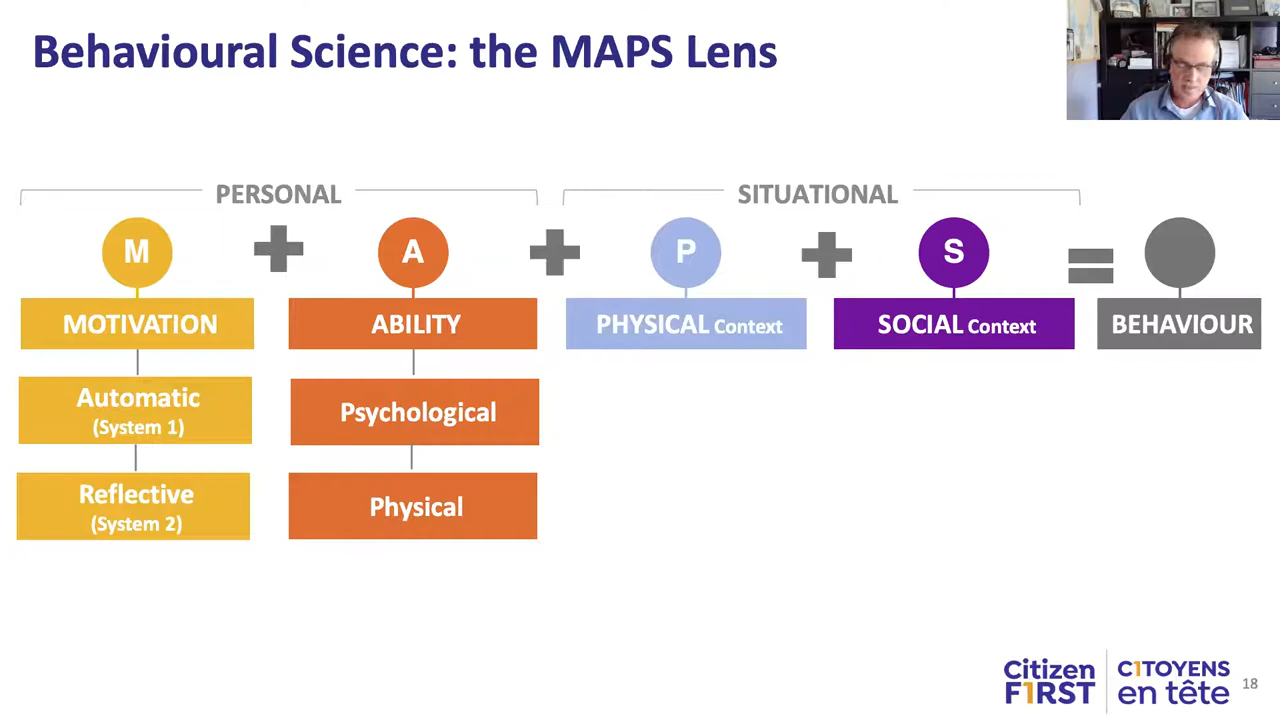 Behavioural Science: the MAPS Lens
PERSONAL
SITUATIONAL
M
A
P
S
MOTIVATION
ABILITY
PHYSICAL Context
SOCIAL Context
BEHAVIOUR
Automatic
(System 1)
Psychological
Reflective
(System 2)
Physical
Citizen
F1RST
C1TOYENS
en tête
18